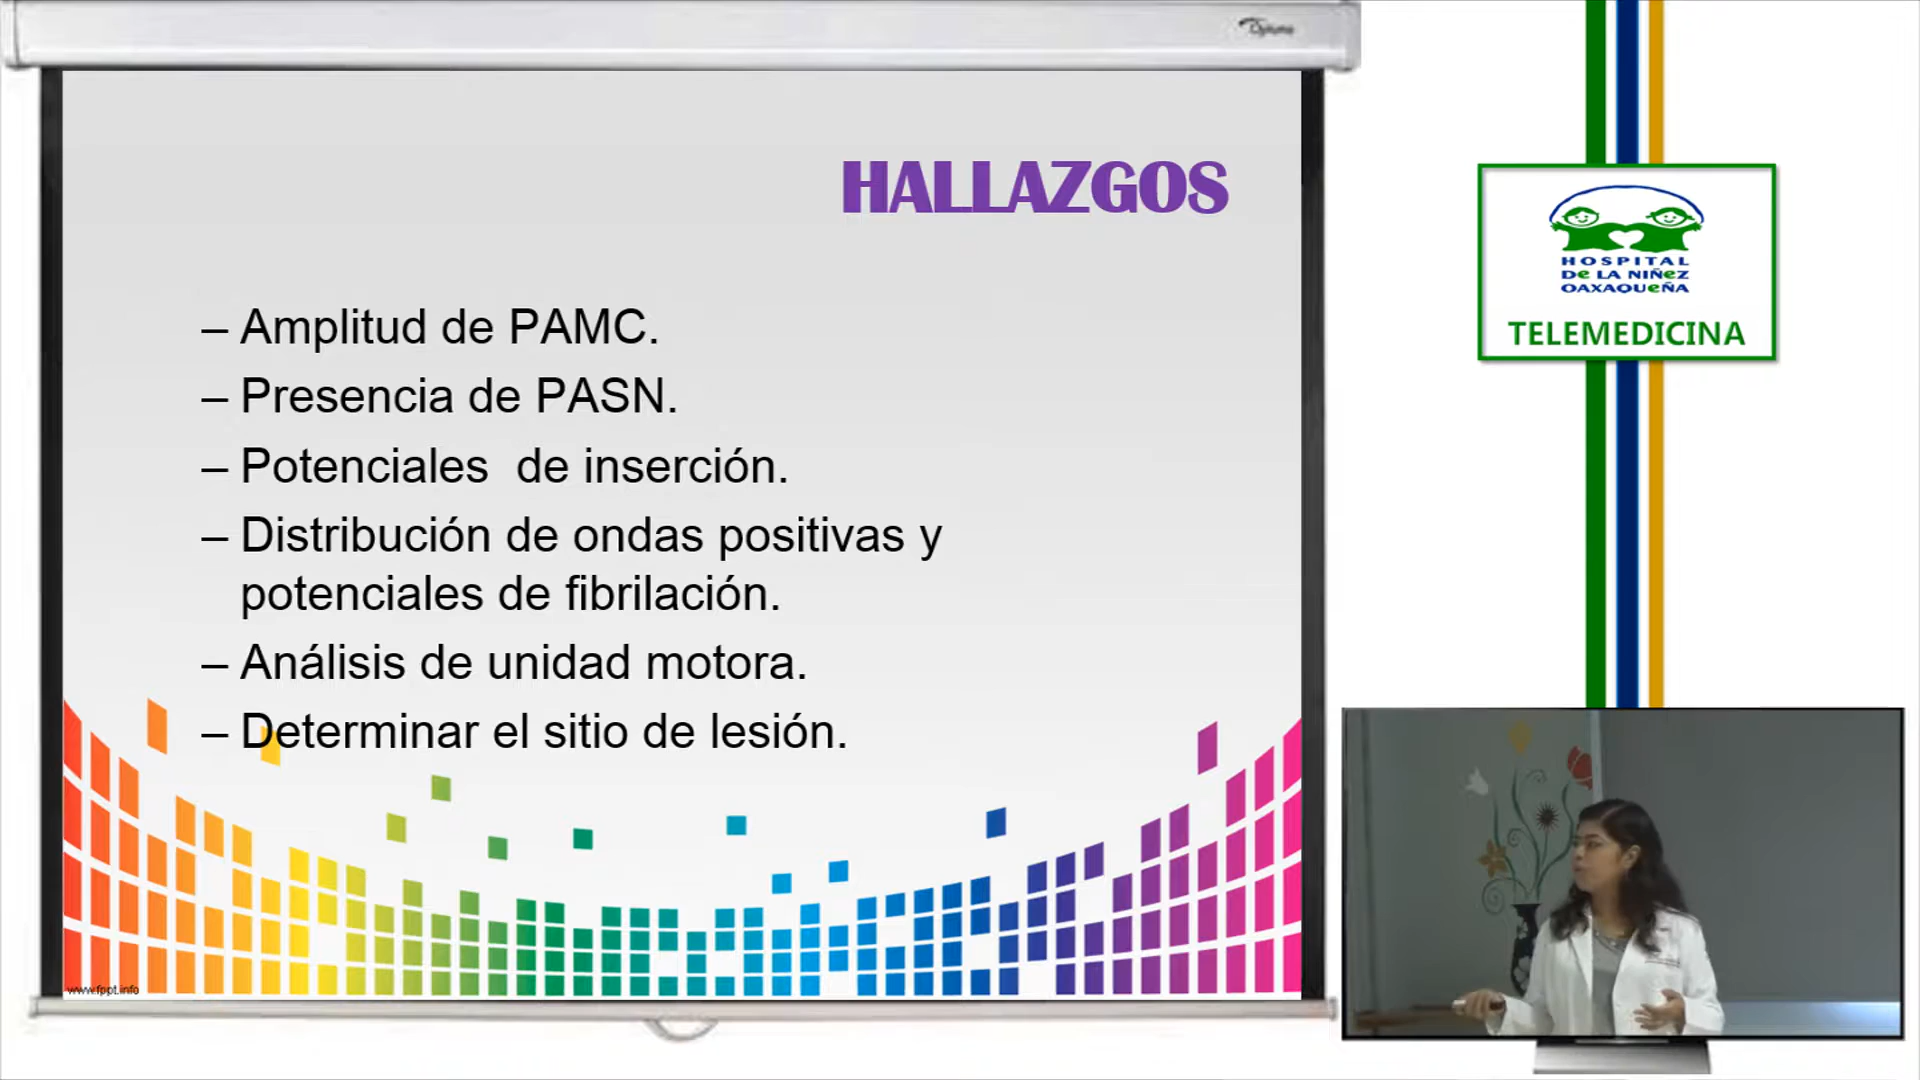 Optoma
HALLAZGOS
– Amplitud de PAMC.
– Presencia de PASN.
– Potenciales  de inserción.
– Distribución de ondas positivas y
potenciales de fibrilación.
– Análisis de unidad motora.
– Determinar el sitio de lesión.
www.fppt.info
HOSPITAL
De LA NIÑeZ
OAXAQUeÑA
TELEMEDICINA